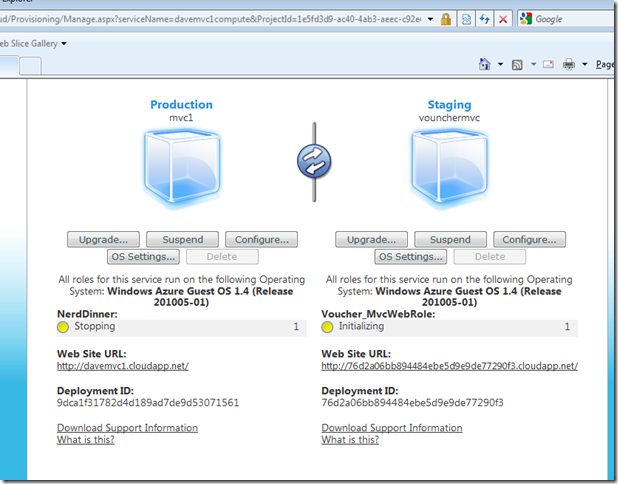 Explorer
ud/Provisioning/Manage.aspx?serviceName=davemvc1compute&ProjectId=1e5fd3d9-ac40-4ab3-aeec-c92e
Google
eb Slice Gallery
Page
Production
mvc1
Upgrade...
Suspend
Configure...
OS Settings...
Delete
All roles for this service run on the following Operating
System: Windows Azure Guest OS 1.4 (Release
201005-01)
NerdDinner:
Stopping 1
Web Site URL:
http://davemvc1.cloudapp.net/
Deployment ID:
9dca1f31782d4d189ad7de9d53071561
Download Support Information
What is this?
Staging
vounchermvc
Upgrade...
Suspend
Configure...
OS Settings...
Delete
All roles for this service run on the following Operating
System: Windows Azure Guest OS 1.4 (Release
201005-01)
Voucher_MvcWebRole:
Initializing 1
Web Site URL:
http://76d2a06bb894484ebe5d9e9de77290f3.cloudapp.net/
Deployment ID:
76d2a06bb894484ebe5d9e9de77290f3
Download Support Information
What is this?